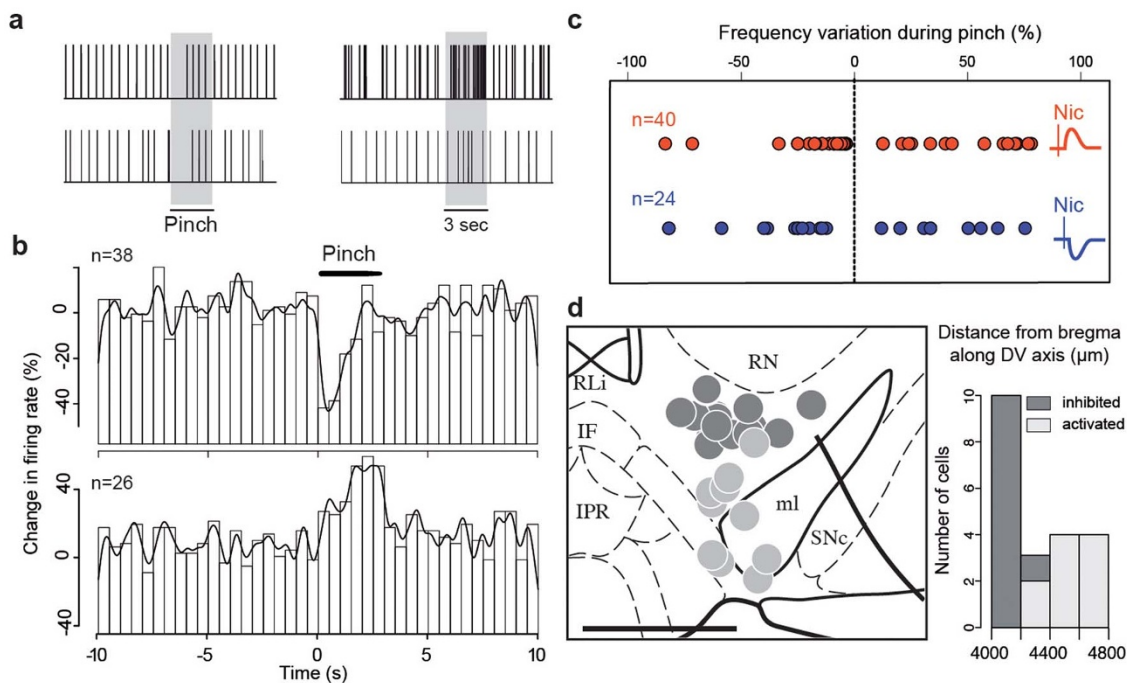 a
Pinch
3 sec
b
n=38
Pinch
Change in firing rate (%)
0
-20
-40
n=26
40
0
-40
-10
-5
0
5
10
Time (s)
c
Frequency variation during pinch (%)
-100
-50
0
50
100
n=40
Nic
n=24
Nic
d
RLi
RN
IF
IPR
ml
SNc
Distance from bregma
along DV axis (µm)
inhibited
activated
Number of cells
10
8
6
4
2
0
4000
4400
4800